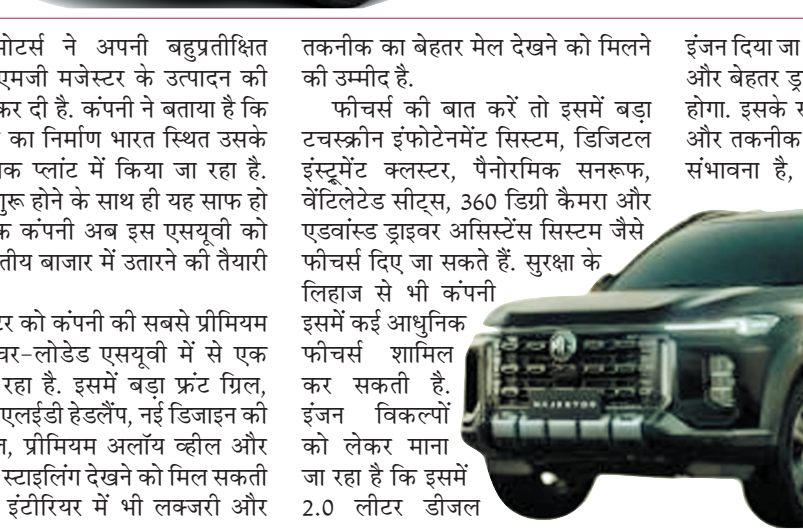 मोटर्स ने अपनी बहुप्रतीक्षित
एमजी मजेस्टर के उत्पादन की
कर दी है. कंपनी ने बताया है कि
का निर्माण भारत स्थित उसके
प्लांट में किया जा रहा है.
शुरू होने के साथ ही यह साफ हो
कंपनी अब इस एसयूवी को
बाजार में उतारने की तैयारी
को कंपनी की सबसे प्रीमियम
फीचर-लोडेड एसयूवी में से एक
रहा है. इसमें बड़ा फ्रंट ग्रिल,
एलईडी हेडलैंप, नई डिजाइन की
प्रीमियम अलॉय व्हील और
स्टाइलिंग देखने को मिल सकती
इंटीरियर में भी लक्जरी और
तकनीक का बेहतर मेल देखने को मिलने
की उम्मीद है.
फीचर्स की बात करें तो इसमें बड़ा
टचस्क्रीन इंफोटेनमेंट सिस्टम, डिजिटल
इंस्ट्रूमेंट क्लस्टर, पैनोरमिक सनरूफ,
वेंटिलेटेड सीट्स, 360 डिग्री कैमरा और
एडवांस्ड ड्राइवर असिस्टेंस सिस्टम जैसे
फीचर्स दिए जा सकते हैं. सुरक्षा के
लिहाज से भी कंपनी
इसमें कई आधुनिक
फीचर्स शामिल
कर सकती है.
इंजन विकल्पों
को लेकर माना
जा रहा है कि इसमें
2.0 लीटर डीजल
इंजन दिया जा
और बेहतर
होगा. इसके
और तकनीक
संभावना है,
MAJESTOR